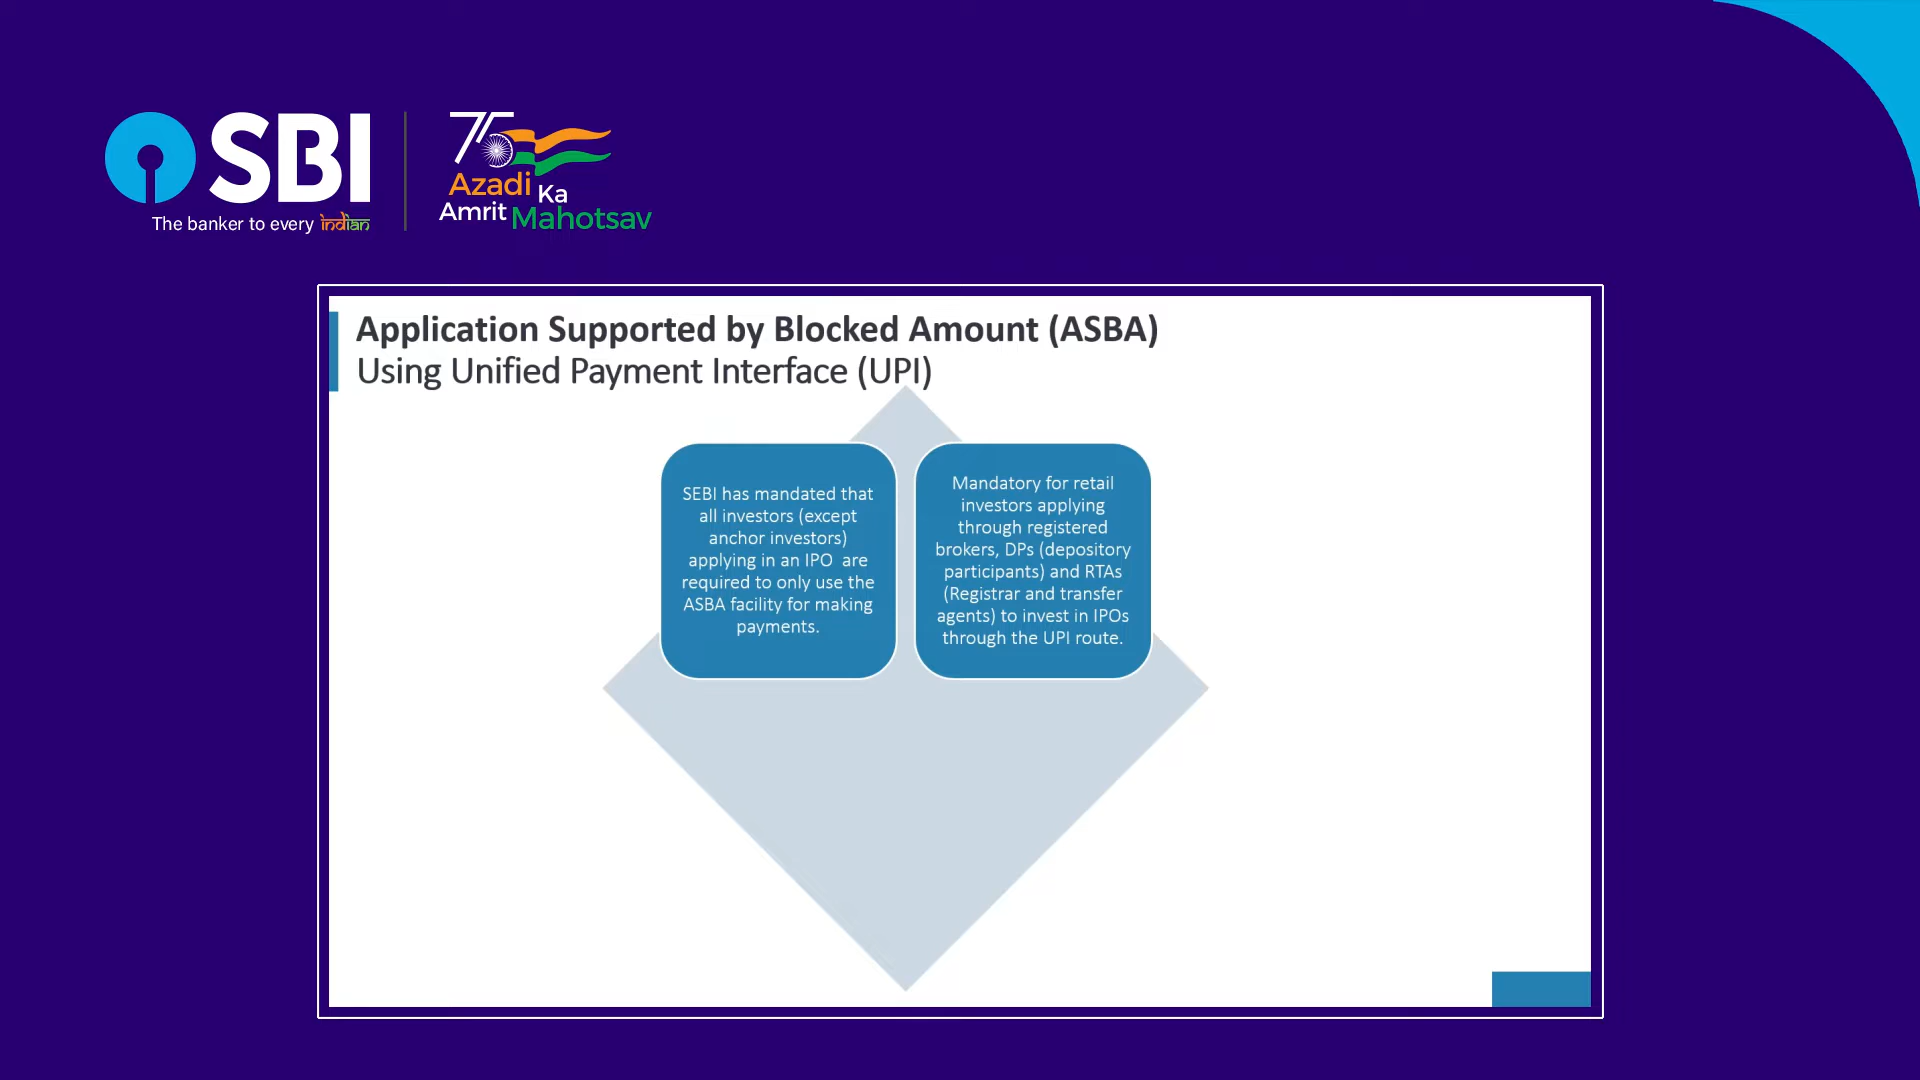 SBI
The banker to every indian
75
Azadi Ka
Amrit Mahotsav
Application Supported by Blocked Amount (ASBA)
Using Unified Payment Interface (UPI)
SEBI has mandated that
all investors (except
anchor investors)
applying in an IPO are
required to only use the
ASBA facility for making
payments.
Mandatory for retail
investors applying
through registered
brokers, DPs (depository
participants) and RTAs
(Registrar and transfer
agents) to invest in IPOs
through the UPI route.